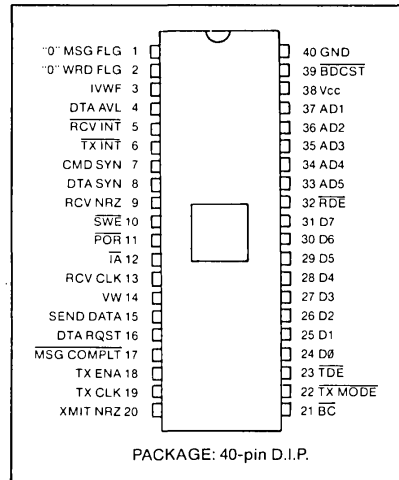 "0" MSG FLG 1
"0" WRD FLG 2
IVWF 3
DTA AVL 4
RCV INT 5
TX INT 6
CMD SYN 7
DTA SYN 8
RCV NRZ 9
SWE 10
POR 11
IA 12
RCV CLK 13
VW 14
SEND DATA 15
DTA RQST 16
MSG COMPLT 17
TX ENA 18
TX CLK 19
XMIT NRZ 20
40 GND
39 BDCST
38 Vcc
37 AD1
36 AD2
35 AD3
34 AD4
33 AD5
32 RDE
31 D7
30 D6
29 D5
28 D4
27 D3
26 D2
25 D1
24 DØ
23 TDE
22 TX MODE
21 BC
PACKAGE: 40-pin D.I.P.